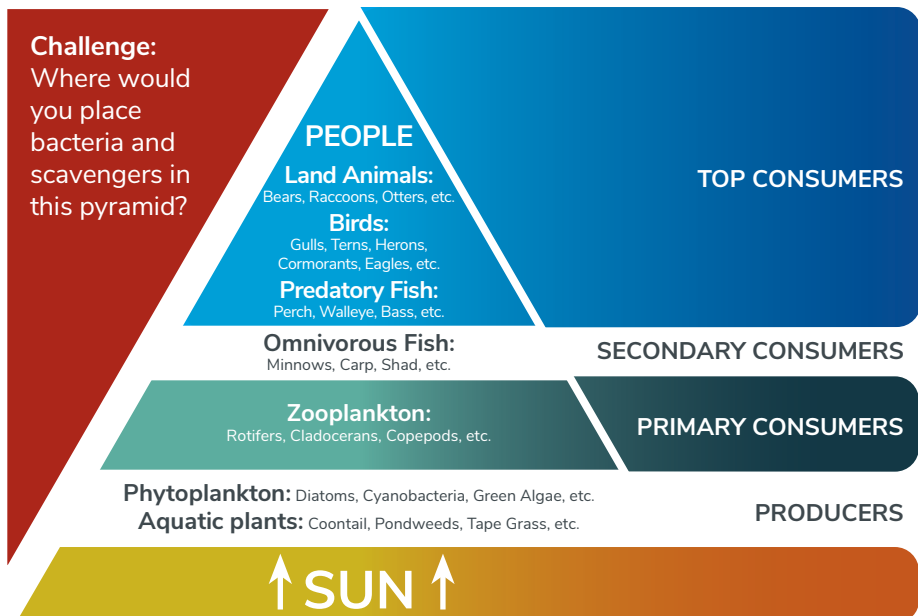 Challenge:
Where would
you place
bacteria and
scavengers in
this pyramid?
PEOPLE
Land Animals:
Bears, Raccoons, Otters, etc.
Birds:
Gulls, Terns, Herons,
Cormorants, Eagles, etc.
Predatory Fish:
Perch, Walleye, Bass, etc.
TOP CONSUMERS
Omnivorous Fish:
Minnows, Carp, Shad, etc.
SECONDARY CONSUMERS
Zooplankton:
Rotifers, Cladocerans, Copepods, etc.
PRIMARY CONSUMERS
Phytoplankton: Diatoms, Cyanobacteria, Green Algae, etc.
Aquatic plants: Coontail, Pondweeds, Tape Grass, etc.
PRODUCERS
SUN